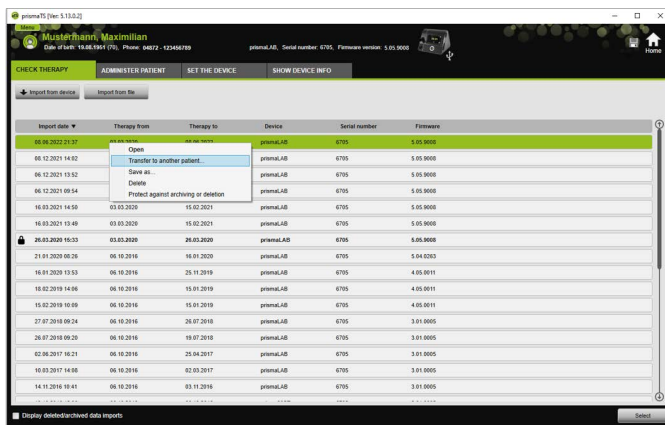 prismaTS [Ver. 5.13.0.2]
Menu
Mustermann, Maximilian
Date of birth: 19.08.1951 (70), Phone: 04872 - 123456789
prismaLAB, Serial number: 6705, Firmware version: 5.05.9008
Home
CHECK THERAPY ADMINISTER PATIENT SET THE DEVICE SHOW DEVICE INFO
Import from device Import from file
Import date ▼ Therapy from Therapy to Device Serial number Firmware
08.06.2022 21:37 03.03.2020 08.06.2022 prismaLAB 6705 5.05.9008
Open
08.12.2021 14:02 prismaLAB 6705 5.05.9008
Transfer to another patient...
06.12.2021 13:52 prismaLAB 6705 5.05.9008
Save as...
Delete
06.12.2021 09:54 prismaLAB 6705 5.05.9008
Protect against archiving or deletion
16.03.2021 14:50 03.03.2020 15.02.2021 prismaLAB 6705 5.05.9008
16.03.2021 13:49 03.03.2020 15.02.2021 prismaLAB 6705 5.05.9008
26.03.2020 15:33 03.03.2020 26.03.2020 prismaLAB 6705 5.05.9008
21.01.2020 08:26 06.10.2016 16.01.2020 prismaLAB 6705 5.04.0263
16.01.2020 13:53 06.10.2016 25.11.2019 prismaLAB 6705 4.05.0011
18.02.2019 14:06 06.10.2016 15.01.2019 prismaLAB 6705 4.05.0011
15.02.2019 10:09 06.10.2016 15.01.2019 prismaLAB 6705 4.05.0011
27.07.2018 09:24 06.10.2016 26.07.2018 prismaLAB 6705 3.01.0005
26.07.2018 09:20 06.10.2016 19.07.2018 prismaLAB 6705 3.01.0005
02.06.2017 16:21 06.10.2016 25.04.2017 prismaLAB 6705 3.01.0005
10.03.2017 14:08 06.10.2016 02.03.2017 prismaLAB 6705 3.01.0005
14.11.2016 10:41 06.10.2016 03.11.2016 prismaLAB 6705 3.01.0005
Display deleted/archived data imports
Select